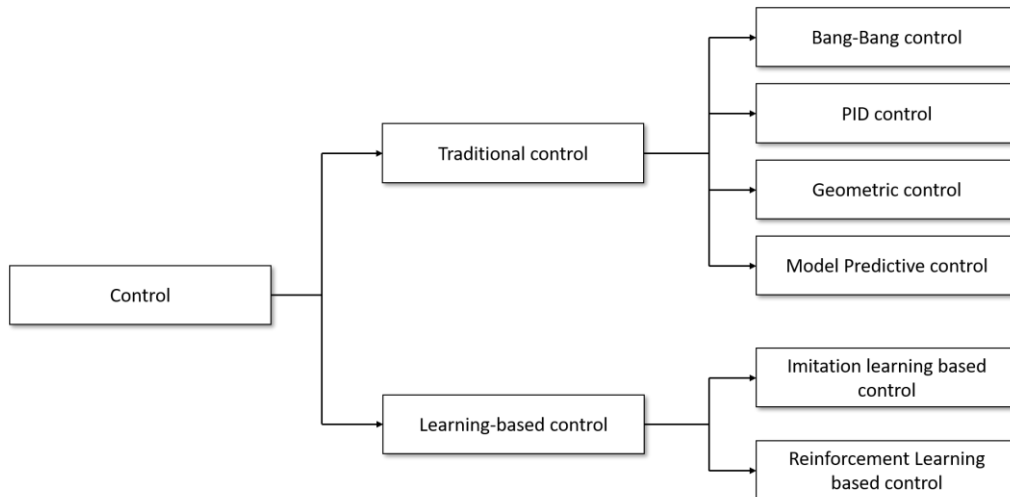 Bang-Bang control
PID control
Traditional control
Geometric control
Model Predictive control
Control
Imitation learning based
control
Learning-based control
Reinforcement Learning
based control